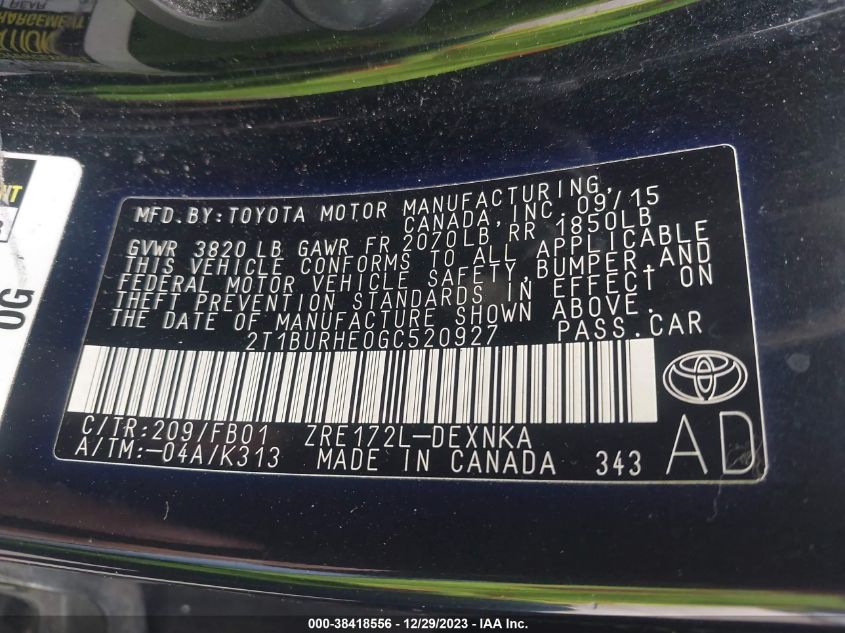 REAR
CHARGEMENT
OG
MFD.BY:TOYOTA MOTOR MANUFACTURING,
CANADA,INC. 09/15
GVWR 3820 LB GAWR FR 2070LB RR 1850LB
THIS VEHICLE CONFORMS TO ALL APPLICABLE
FEDERAL MOTOR VEHICLE SAFETY,BUMPER,AND
THEFT PREVENTION STANDARDS IN EFFECT ON
THE DATE OF MANUFACTURE SHOWN ABOVE.
2T1BURHE0GC520927 PASS.CAR
C/TR:209/FB01 ZRE172L-DEXNKA
A/TM:-04A/K313 MADE IN CANADA 343
AD
000-38418556 - 12/29/2023 - IAA Inc.